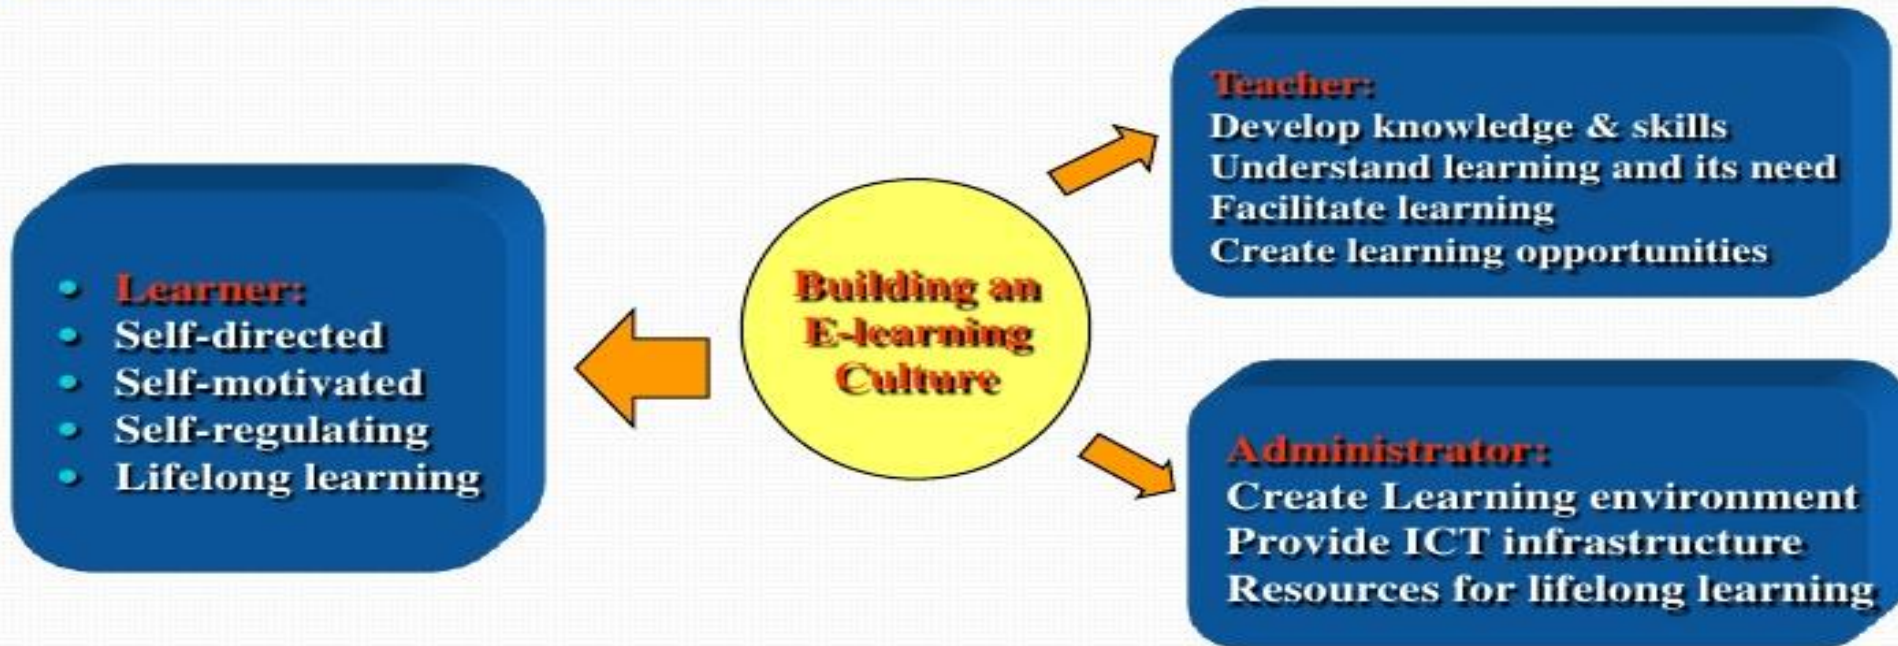 Learner:
Self-directed
Self-motivated
Self-regulating
Lifelong learning
Building an
E-learning
Culture
Teacher:
Develop knowledge & skills
Understand learning and its need
Facilitate learning
Create learning opportunities
Administrator:
Create Learning environment
Provide ICT infrastructure
Resources for lifelong learning